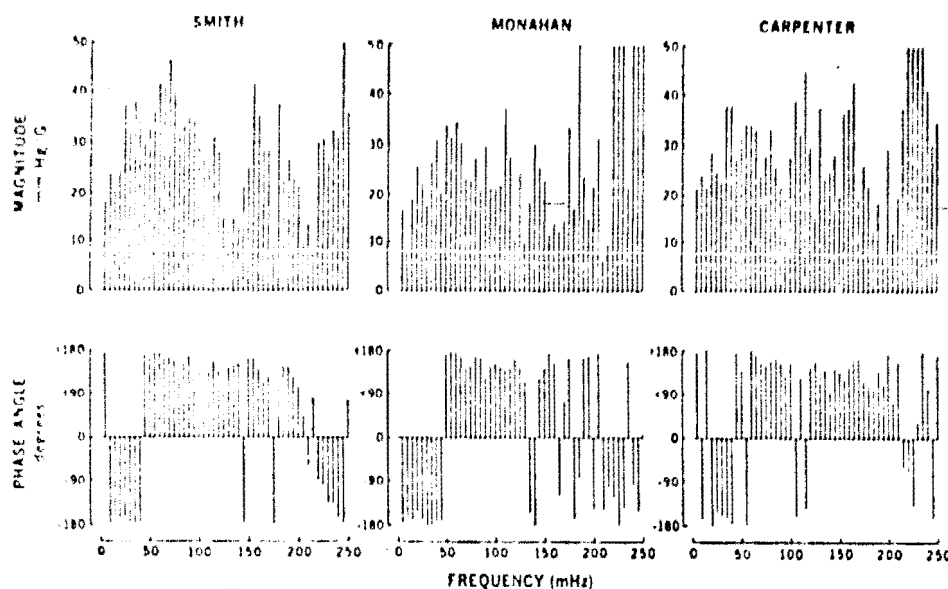 SMITH MONAHAN CARPENTER
50 50 50
40 40 40
30 30 30
20 20 20
10 10 10
0 0 0
MAGNITUDE
mm Hg/G
+180 +180 +180
+90 +90 +90
0 0 0
-90 -90 -90
-180 -180 -180
PHASE ANGLE
degrees
0 50 100 150 200 250 0 50 100 150 200 250 0 50 100 150 200 250
FREQUENCY (mHz)